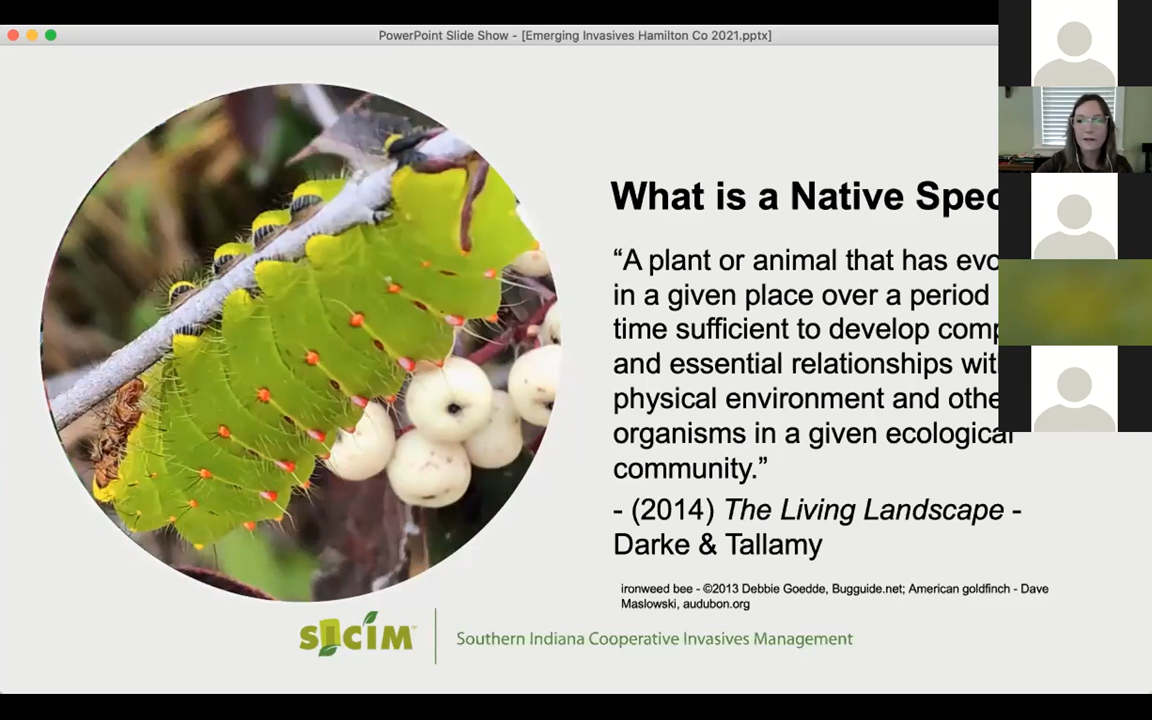 PowerPoint Slide Show - [Emerging Invasives Hamilton Co 2021.pptx]
What is a Native Spec
“A plant or animal that has evo
in a given place over a period
time sufficient to develop comp
and essential relationships wit
physical environment and othe
organisms in a given ecological
community.”
- (2014) The Living Landscape -
Darke & Tallamy
ironweed bee - ©2013 Debbie Goedde, Bugguide.net; American goldfinch - Dave
Maslowski, audubon.org
SICIM™
Southern Indiana Cooperative Invasives Management